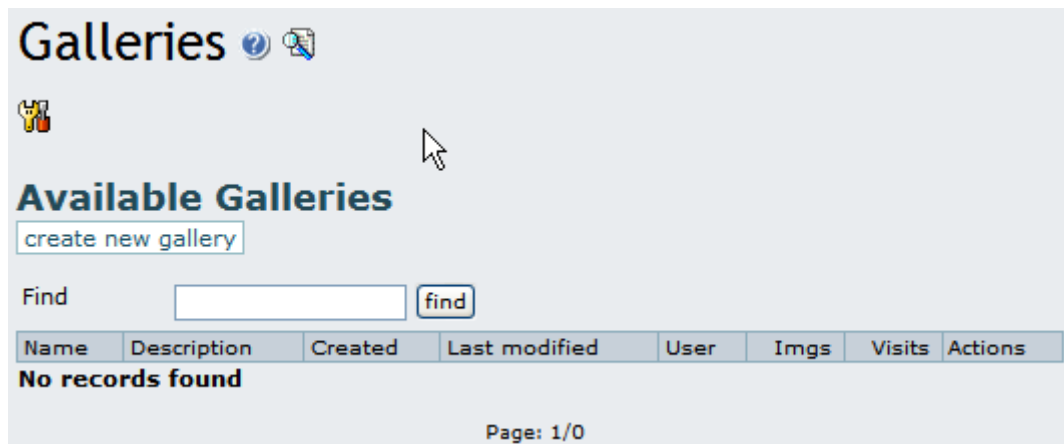 Galleries
Available Galleries
create new gallery
Find find
Name Description Created Last modified User Imgs Visits Actions
No records found
Page: 1/0